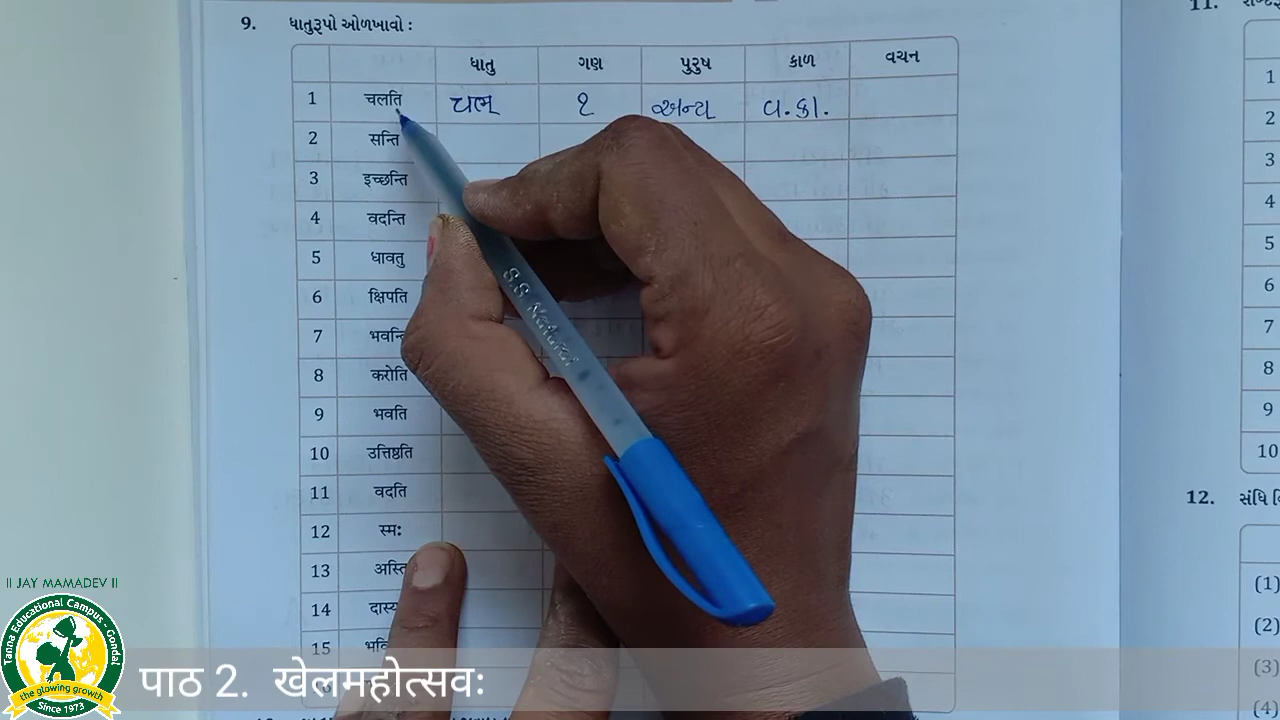 11.
9. ધાતુરૂપો ઓળખાવો :
ધાતુ ગણ પુરુષ કાળ વચન
1 चलति ચલ્ ૧ અન્ય વ.કા.
2 सन्ति
3 इच्छन्ति
4 वदन्ति
5 धावतु
6 क्षिपति
7
8 करोति
9 भवति
10 उत्तिष्ठति
11 वदति
12 स्मः
13
14
15
S.S Natural
1
2
3
4
5
6
7
8
9
10
12. સંધિ
(1)
(2)
(3)
(4)
|| JAY MAMADEV ||
Tanna Educational Campus - Gondal
the glowing growth
Since 1973
पाठ 2. खेलमहोत्सवः